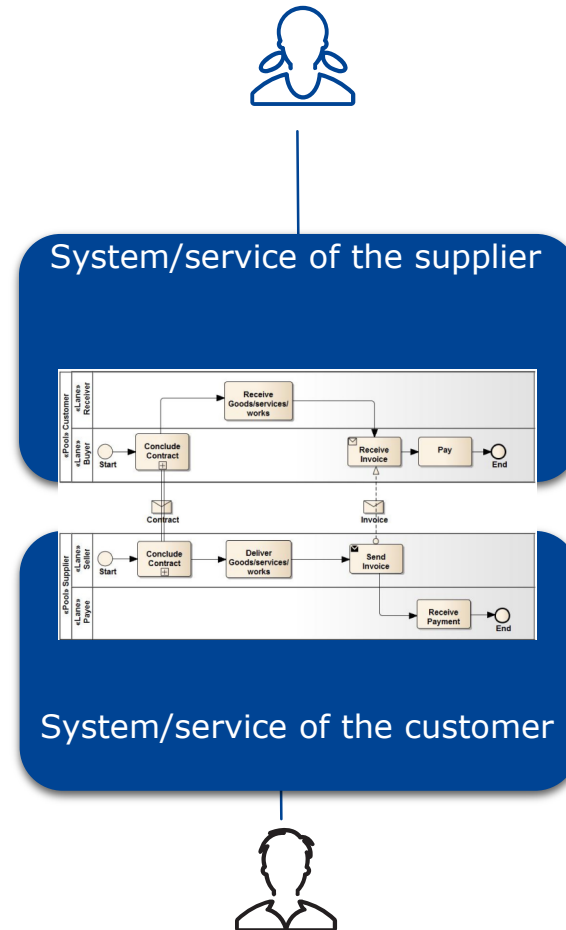 System/service of the supplier
«Pool» Customer
«Lane»
Receiver
Receive
Goods/services/
works
«Lane»
Buyer
Start
Conclude
Contract
Receive
Invoice
Pay
End
Contract
Invoice
«Pool» Supplier
«Lane»
Seller
Start
Conclude
Contract
Deliver
Goods/services/
works
Send
Invoice
«Lane»
Payee
Receive
Payment
End
System/service of the customer